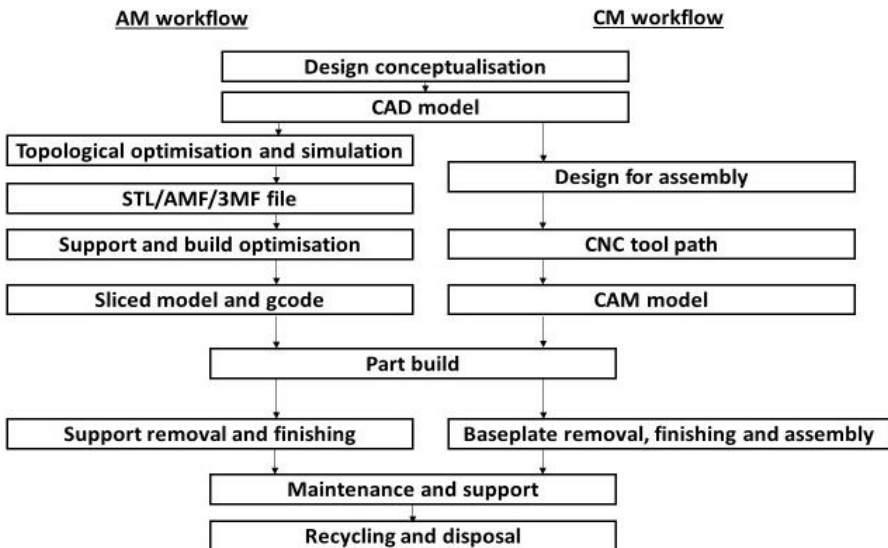 AM workflow
CM workflow
Design conceptualisation
CAD model
Topological optimisation and simulation
Design for assembly
STL/AMF/3MF file
Support and build optimisation
CNC tool path
Sliced model and gcode
CAM model
Part build
Support removal and finishing
Baseplate removal, finishing and assembly
Maintenance and support
Recycling and disposal